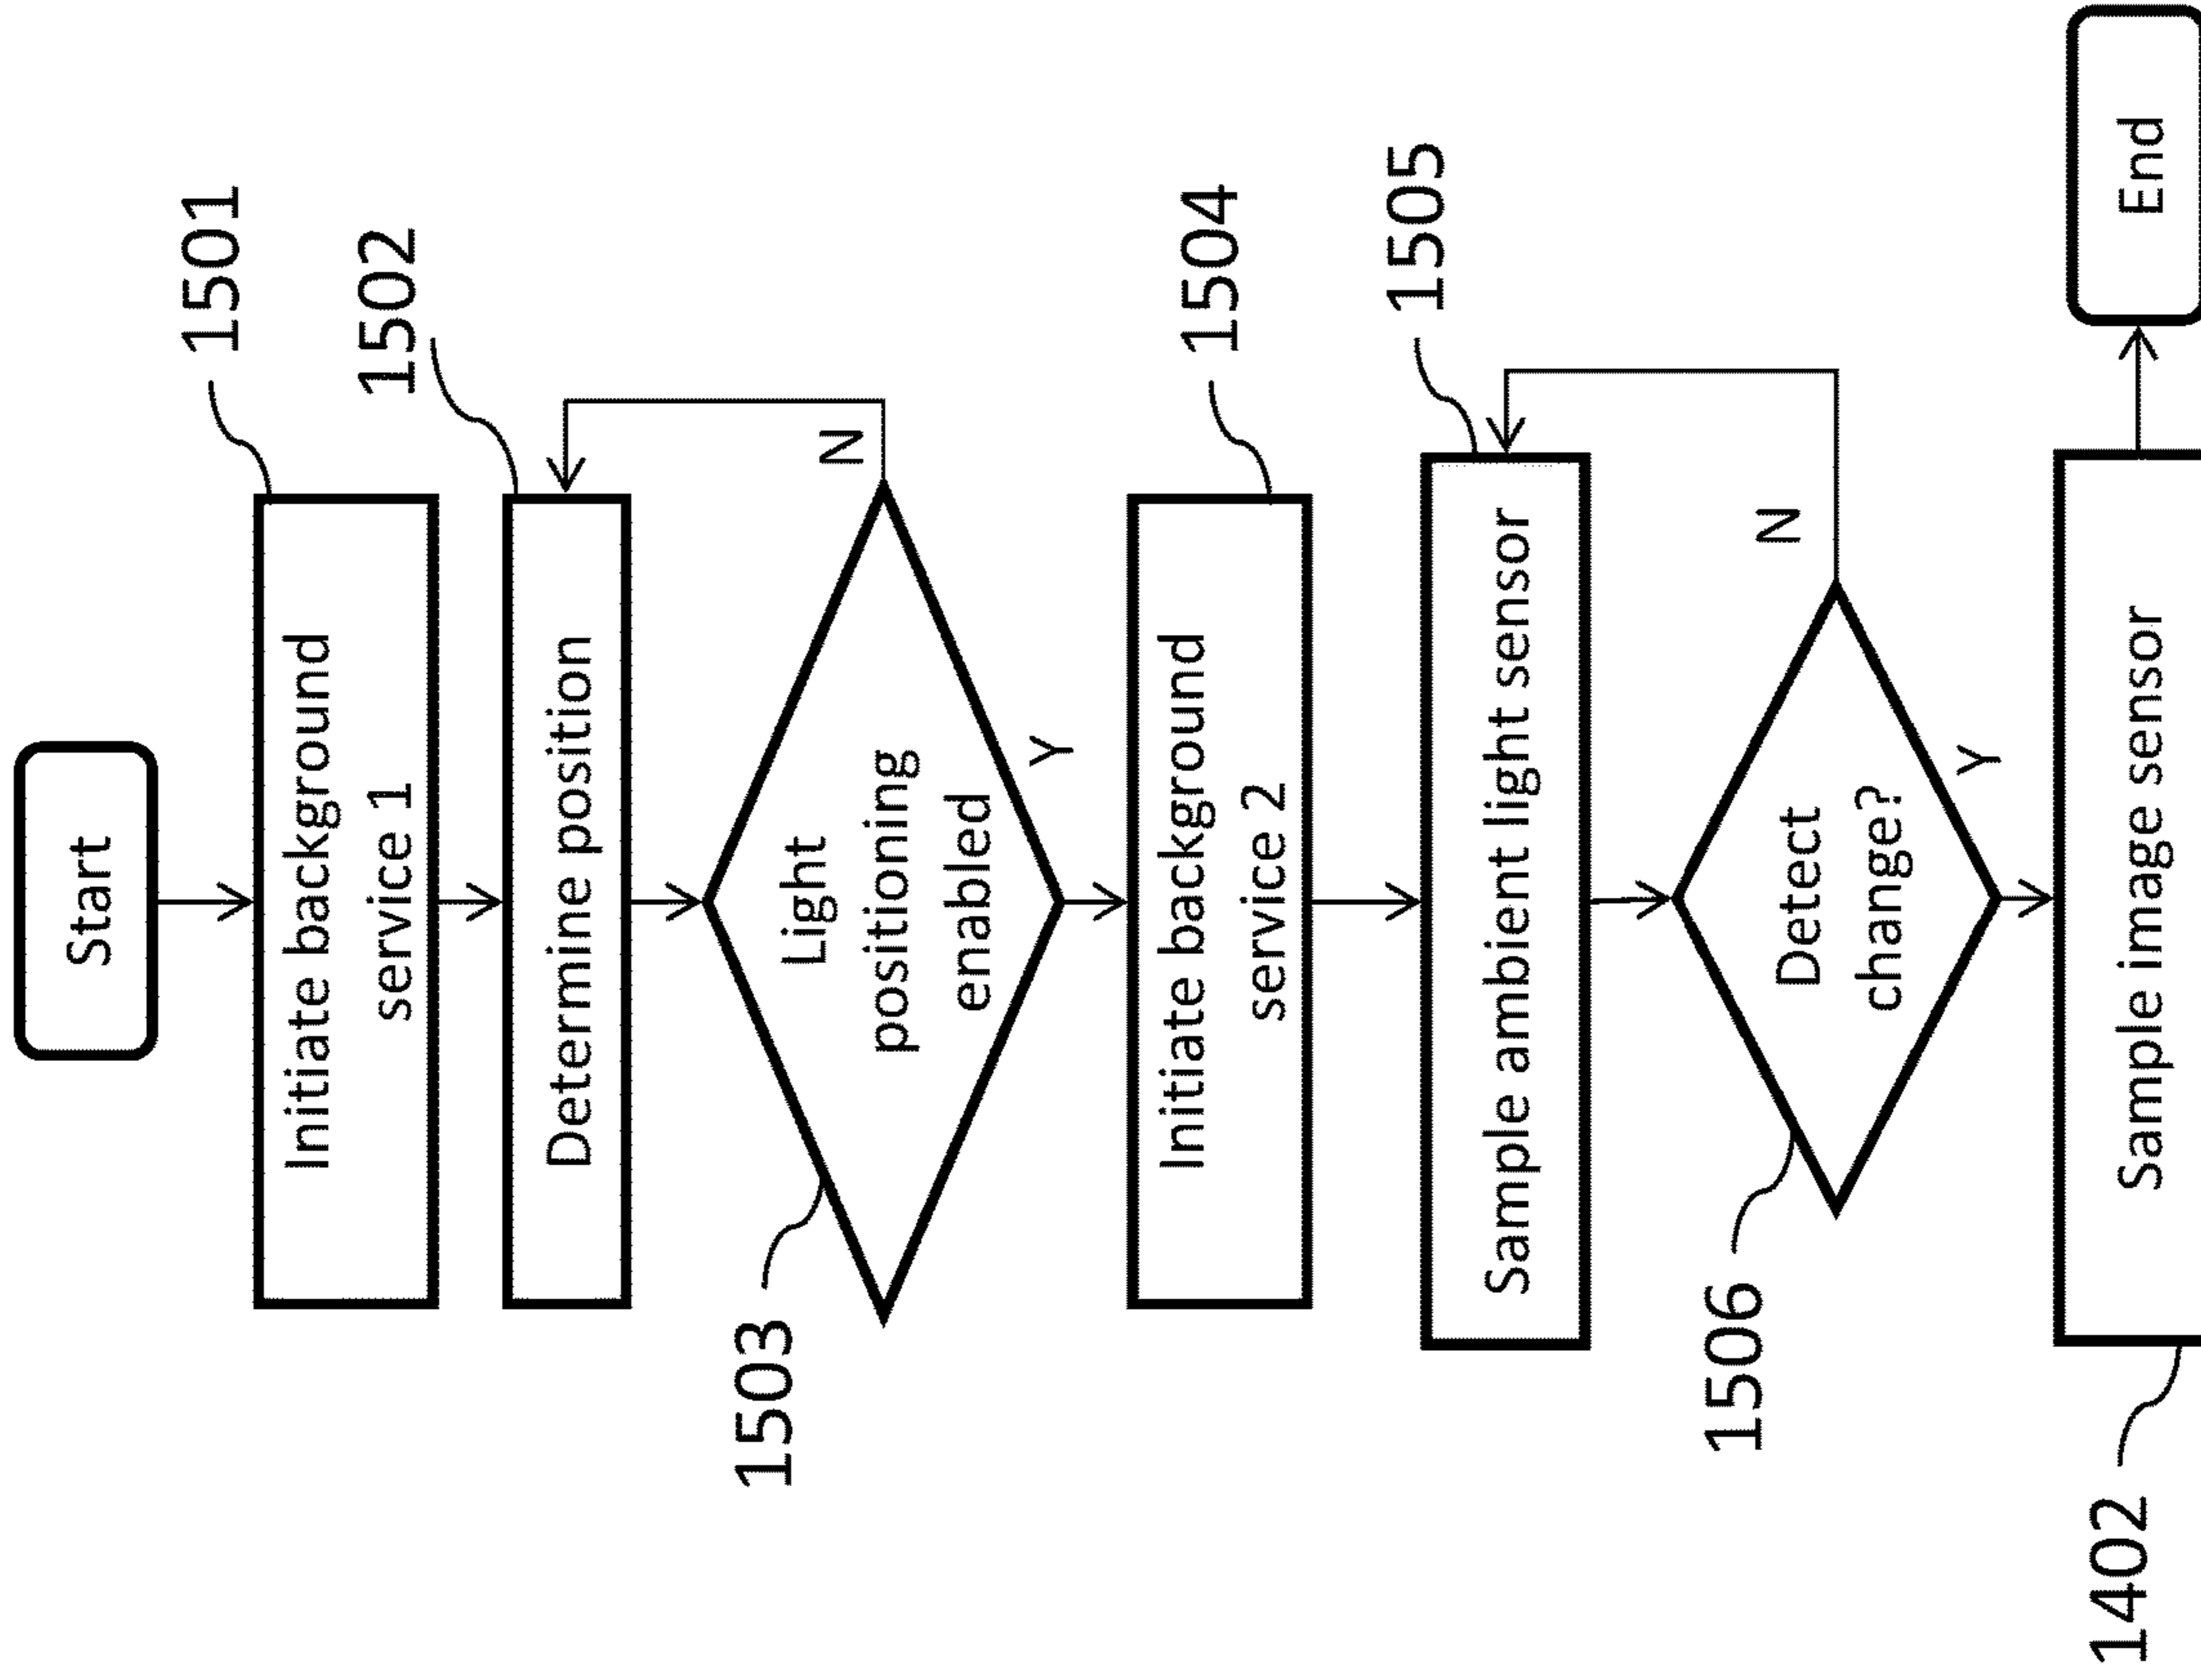 Start
1501
Initiate background
service 1
1502
Determine position
1503
Light
positioning
enabled
N
Y
1504
Initiate background
service 2
1505
Sample ambient light sensor
1506
Detect
change?
N
Y
1402
Sample image sensor
End